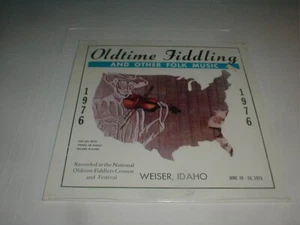 Oldtime Fiddling
AND OTHER FOLK MUSIC
1976
1976
Recorded at the National
Oldtime Fiddlers Contest
and Festival
WEISER, IDAHO